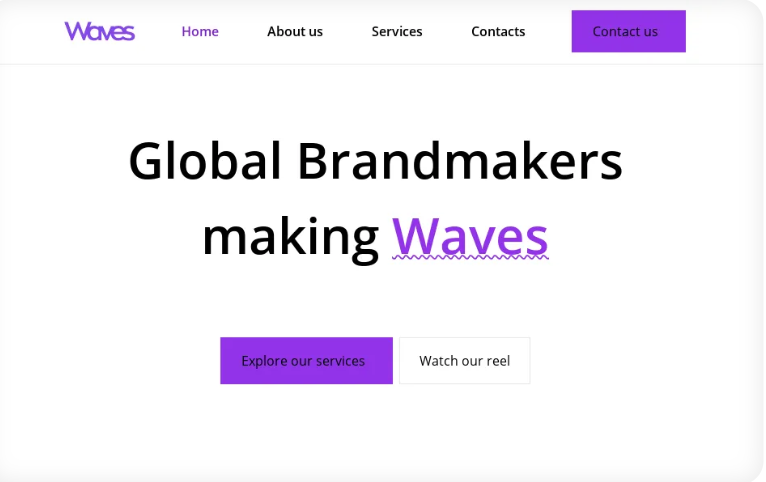 Waves Home About us Services Contacts Contact us
Global Brandmakers
making Waves
Explore our services Watch our reel